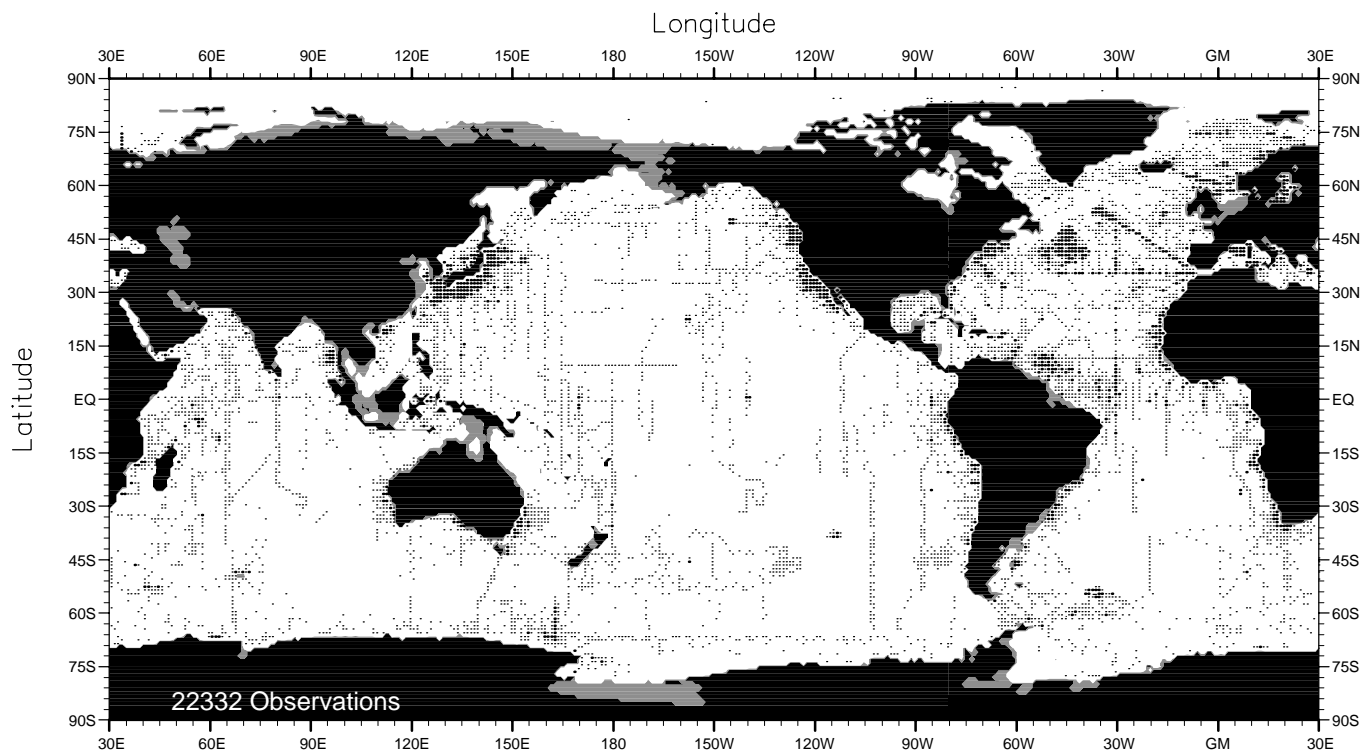 Longitude
30E 60E 90E 120E 150E 180 150W 120W 90W 60W 30W GM 30E
90N 90N
75N 75N
60N 60N
45N 45N
30N 30N
15N 15N
Latitude
EQ EQ
15S 15S
30S 30S
45S 45S
60S 60S
75S 75S
22332 Observations
90S 90S
30E 60E 90E 120E 150E 180 150W 120W 90W 60W 30W GM 30E